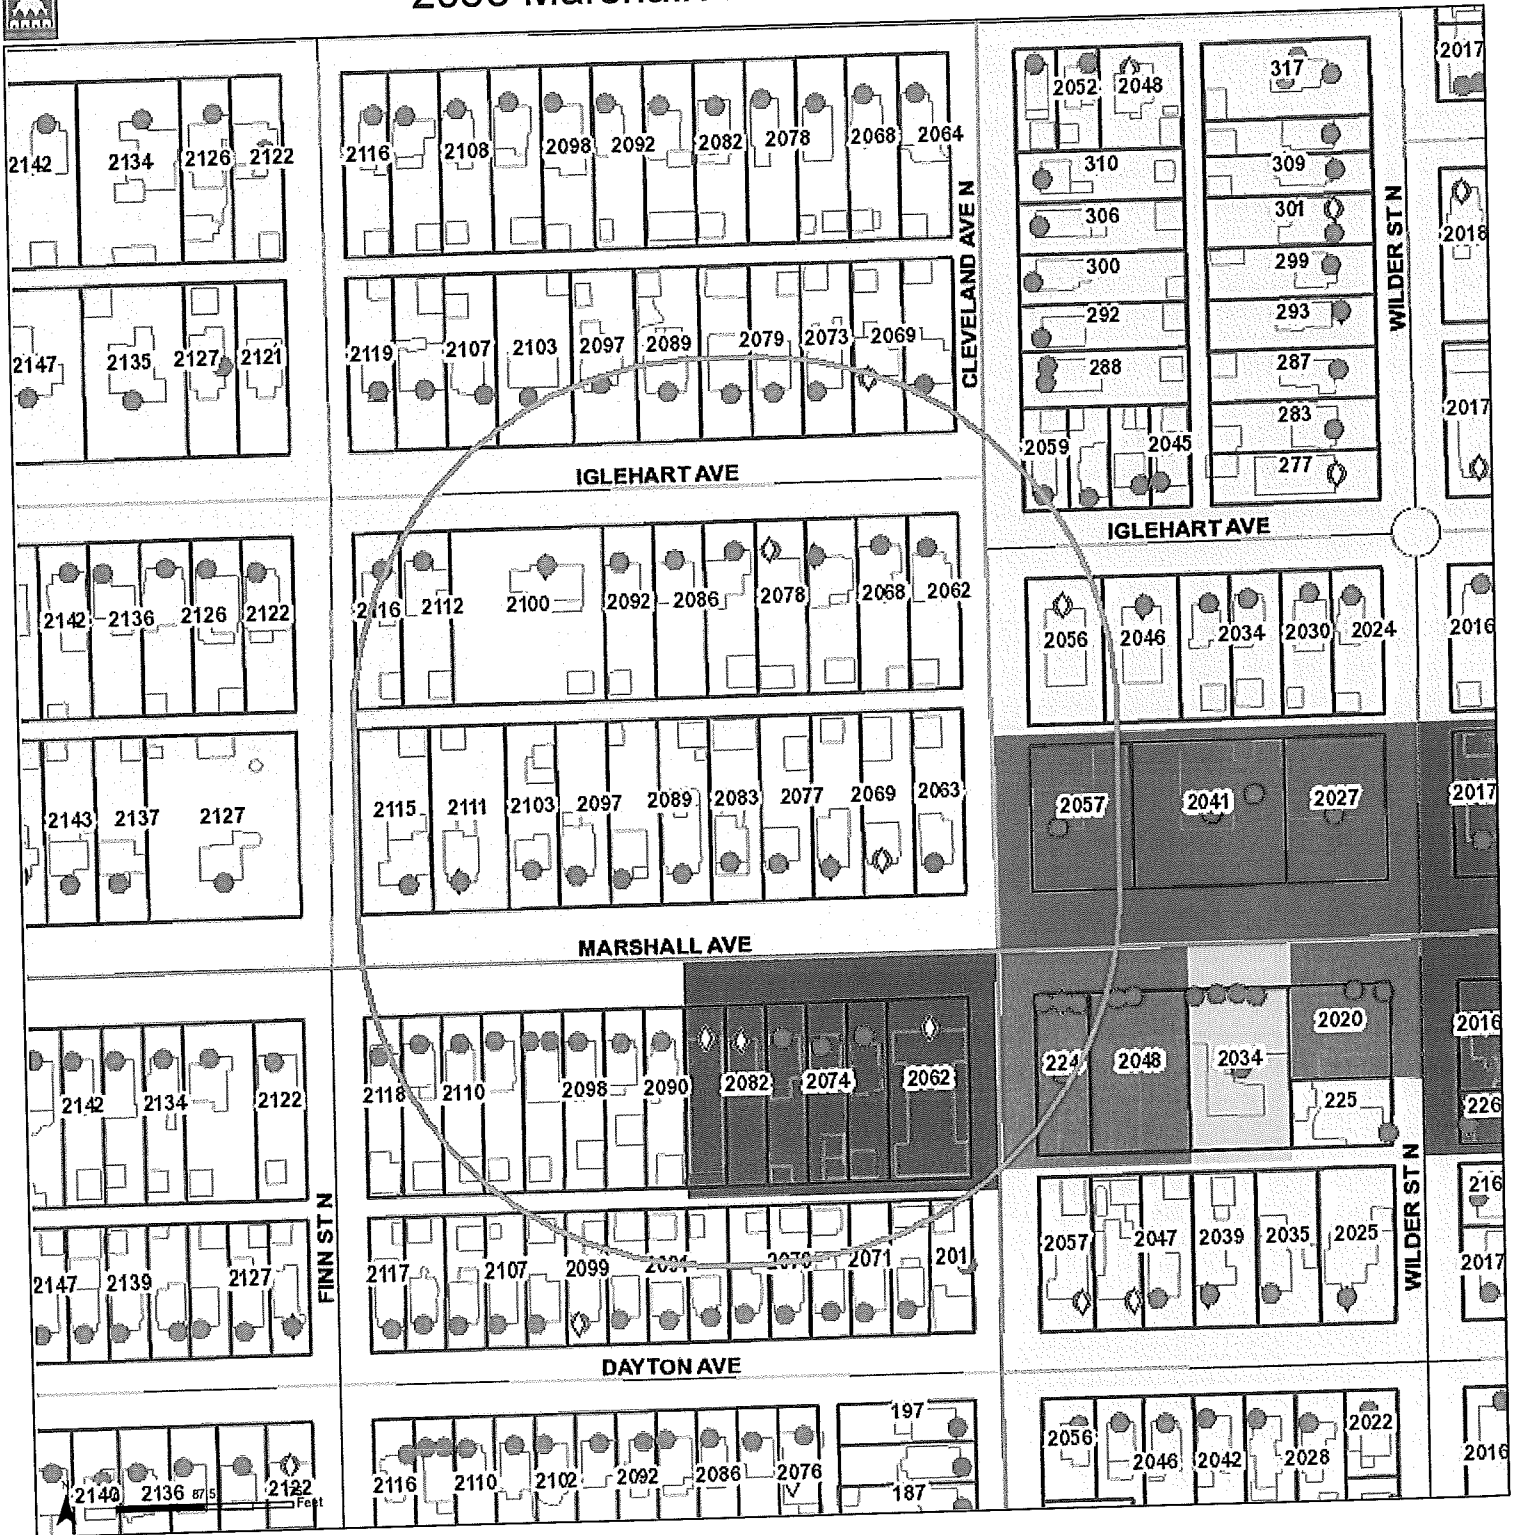 2017
317
2052 2048
2142 2134 2126 2122 2116 2108 2098 2092 2082 2078 2068 2064
310 309
CLEVELAND AVE N
WILDER ST N
306 301
2018
300 299
292 293
2147 2135 2127 2121 2119 2107 2103 2097 2089 2079 2073 2069
288 287
283
2017
2059 2045
277
IGLEHART AVE
IGLEHART AVE
2142 2136 2126 2122 2116 2112 2100 2092 2086 2078 2068 2062
2056 2046 2034 2030 2024 2016
2143 2137 2127 2115 2111 2103 2097 2089 2083 2077 2069 2063
2057 2041 2027 2017
MARSHALL AVE
2020 2016
2142 2134 2122 2118 2110 2098 2090 2082 2074 2062
224 2048 2034
225 226
FINN ST N
WILDER ST N
216
2147 2139 2127 2117 2107 2099 2071 201
2057 2047 2039 2035 2025 2017
DAYTON AVE
197
2022
2056 2046 2042 2028 2016
2140 2136 2122 2116 2110 2102 2092 2086 2076
187
87.5
Feet